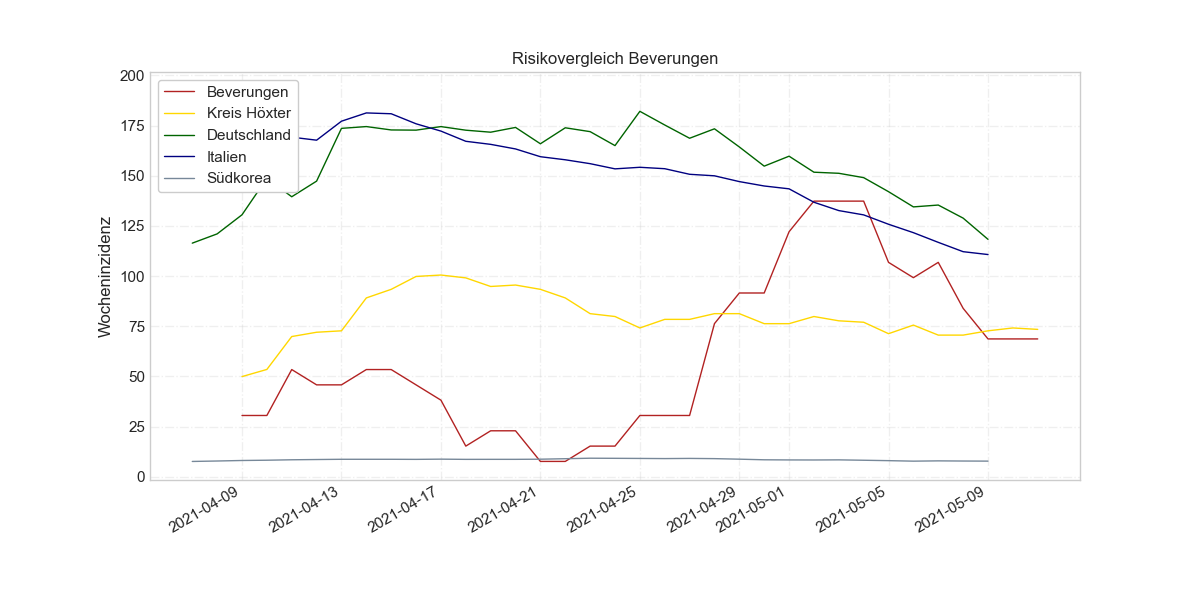 Risikovergleich Beverungen
Wocheninzidenz
200
175
150
125
100
75
50
25
0
Beverungen
Kreis Höxter
Deutschland
Italien
Südkorea
2021-04-09
2021-04-13
2021-04-17
2021-04-21
2021-04-25
2021-04-29
2021-05-01
2021-05-05
2021-05-09